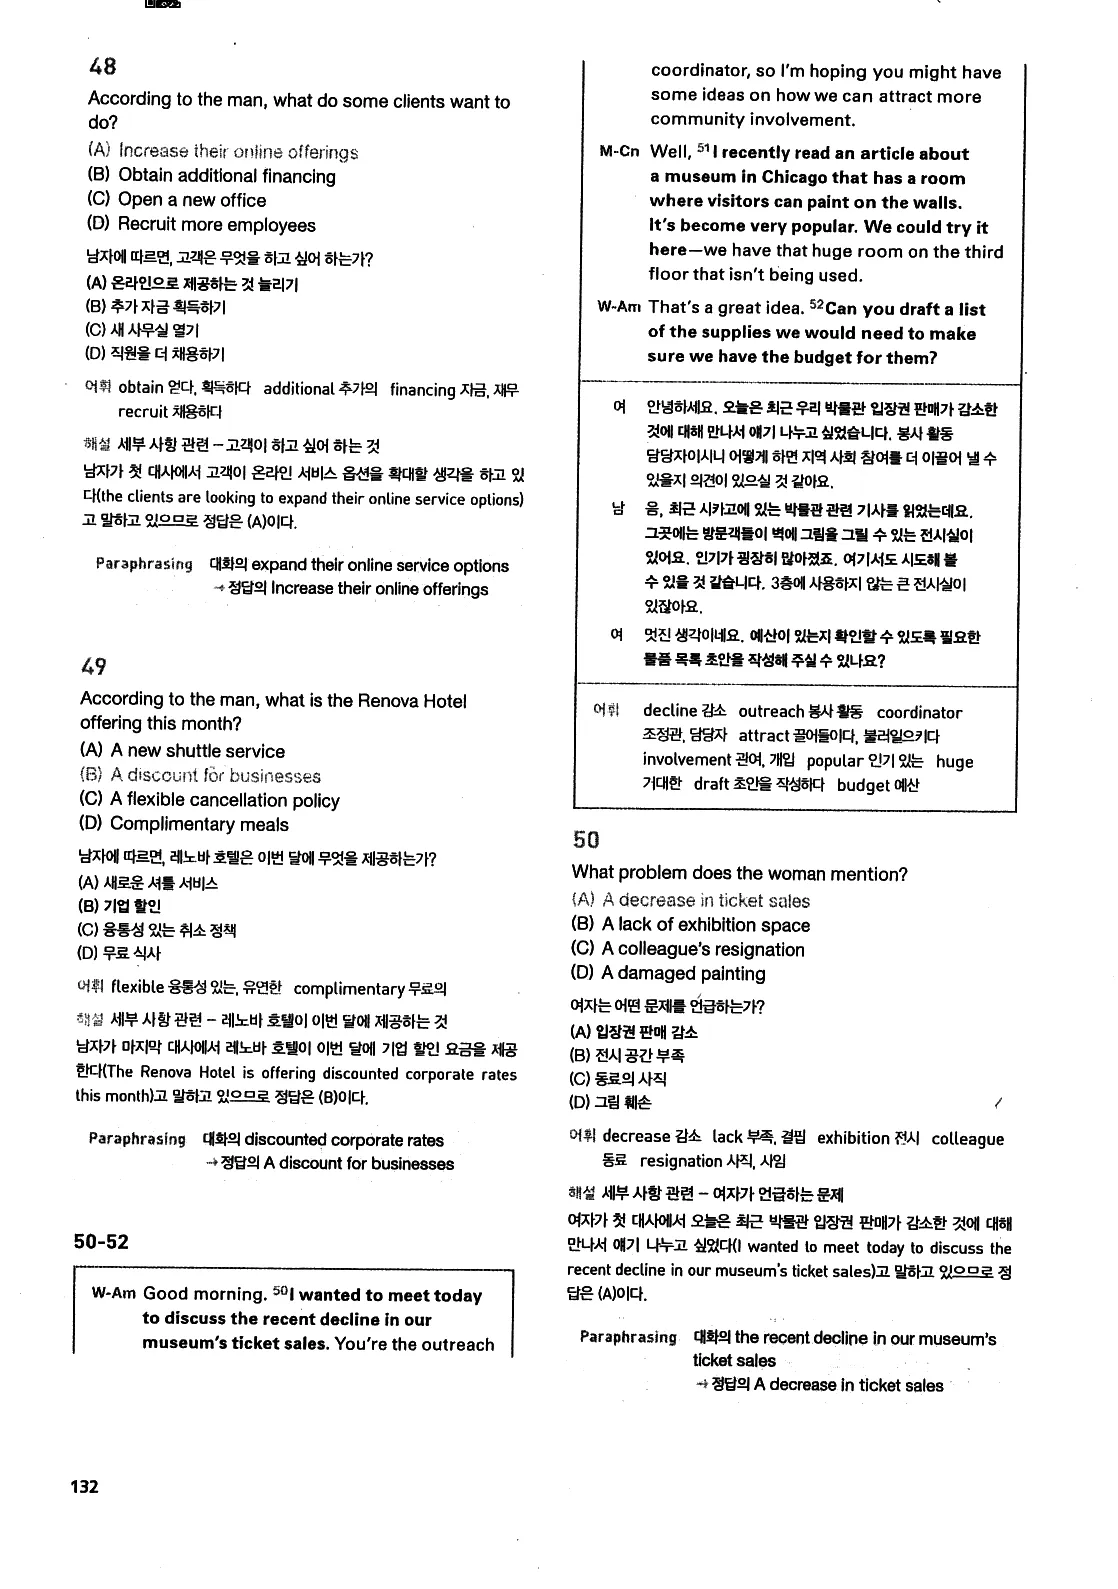 48
According to the man, what do some clients want to
do?
(A) Increase their online offerings
(B) Obtain additional financing
(C) Open a new office
(D) Recruit more employees
남자에 따르면, 고객은 무엇을 하고 싶어 하는가?
(A) 온라인으로 제공하는 것 늘리기
(B) 추가 자금 획득하기
(C) 새 사무실 열기
(D) 직원을 더 채용하기
어휘 obtain 얻다, 획득하다 additional 추가의 financing 자금, 재무
recruit 채용하다
해설 세부 사항 관련 – 고객이 하고 싶어 하는 것
남자가 첫 대사에서 고객이 온라인 서비스 옵션을 확대할 생각을 하고 있
다(the clients are looking to expand their online service options)
고 말하고 있으므로 정답은 (A)이다.
Paraphrasing 대화의 expand their online service options
→ 정답의 Increase their online offerings
49
According to the man, what is the Renova Hotel
offering this month?
(A) A new shuttle service
(B) A discount for businesses
(C) A flexible cancellation policy
(D) Complimentary meals
남자에 따르면, 레노바 호텔은 이번 달에 무엇을 제공하는가?
(A) 새로운 셔틀 서비스
(B) 기업 할인
(C) 융통성 있는 취소 정책
(D) 무료 식사
어휘 flexible 융통성 있는, 유연한 complimentary 무료의
해설 세부 사항 관련 – 레노바 호텔이 이번 달에 제공하는 것
남자가 마지막 대사에서 레노바 호텔이 이번 달에 기업 할인 요금을 제공
한다(The Renova Hotel is offering discounted corporate rates
this month)고 말하고 있으므로 정답은 (B)이다.
Paraphrasing 대화의 discounted corporate rates
→ 정답의 A discount for businesses
50-52
W-Am Good morning. 50I wanted to meet today
to discuss the recent decline in our
museum's ticket sales. You're the outreach
132
coordinator, so I'm hoping you might have
some ideas on how we can attract more
community involvement.
M-Cn Well, 51I recently read an article about
a museum in Chicago that has a room
where visitors can paint on the walls.
It's become very popular. We could try it
here—we have that huge room on the third
floor that isn't being used.
W-Am That's a great idea. 52Can you draft a list
of the supplies we would need to make
sure we have the budget for them?
여 안녕하세요. 오늘은 최근 우리 박물관 입장권 판매가 감소한
것에 대해 만나서 얘기 나누고 싶었습니다. 봉사 활동
담당자이시니 어떻게 하면 지역 사회 참여를 더 이끌어 낼 수
있을지 의견이 있으실 것 같아요.
남 음, 최근 시카고에 있는 박물관 관련 기사를 읽었는데요.
그곳에는 방문객들이 벽에 그림을 그릴 수 있는 전시실이
있어요. 인기가 굉장히 많아졌죠. 여기서도 시도해 볼
수 있을 것 같습니다. 3층에 사용하지 않는 큰 전시실이
있잖아요.
여 멋진 생각이네요. 예산이 있는지 확인할 수 있도록 필요한
물품 목록 초안을 작성해 주실 수 있나요?
어휘 decline 감소 outreach 봉사 활동 coordinator
조정관, 담당자 attract 끌어들이다, 불러일으키다
involvement 관여, 개입 popular 인기 있는 huge
거대한 draft 초안을 작성하다 budget 예산
50
What problem does the woman mention?
(A) A decrease in ticket sales
(B) A lack of exhibition space
(C) A colleague's resignation
(D) A damaged painting
여자는 어떤 문제를 언급하는가?
(A) 입장권 판매 감소
(B) 전시 공간 부족
(C) 동료의 사직
(D) 그림 훼손
어휘 decrease 감소 lack 부족, 결핍 exhibition 전시 colleague
동료 resignation 사직, 사임
해설 세부 사항 관련 – 여자가 언급하는 문제
여자가 첫 대사에서 오늘은 최근 박물관 입장권 판매가 감소한 것에 대해
만나서 얘기 나누고 싶었다(I wanted to meet today to discuss the
recent decline in our museum's ticket sales)고 말하고 있으므로 정
답은 (A)이다.
Paraphrasing 대화의 the recent decline in our museum's
ticket sales
→ 정답의 A decrease in ticket sales